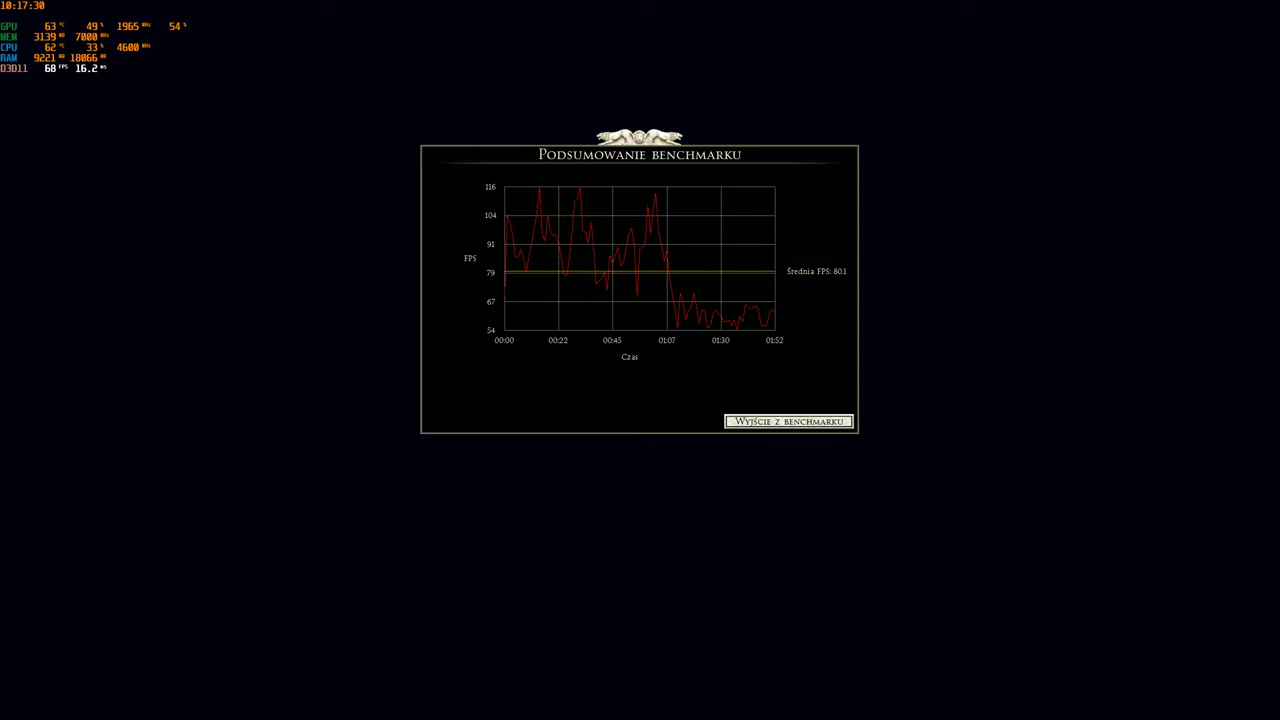 10:17:30
GPU 63 °C 49 % 1965 MHz 54 %
MEM 3139 MB 7000 MHz
CPU 62 °C 33 % 4600 MHz
RAM 9221 MB 18066 MB
D3D11 68 FPS 16.2 ms
Podsumowanie benchmarku
116
104
91
FPS
79
Średnia FPS: 80.1
67
54
00:00 00:22 00:45 01:07 01:30 01:52
Czas
Wyjście z benchmarku